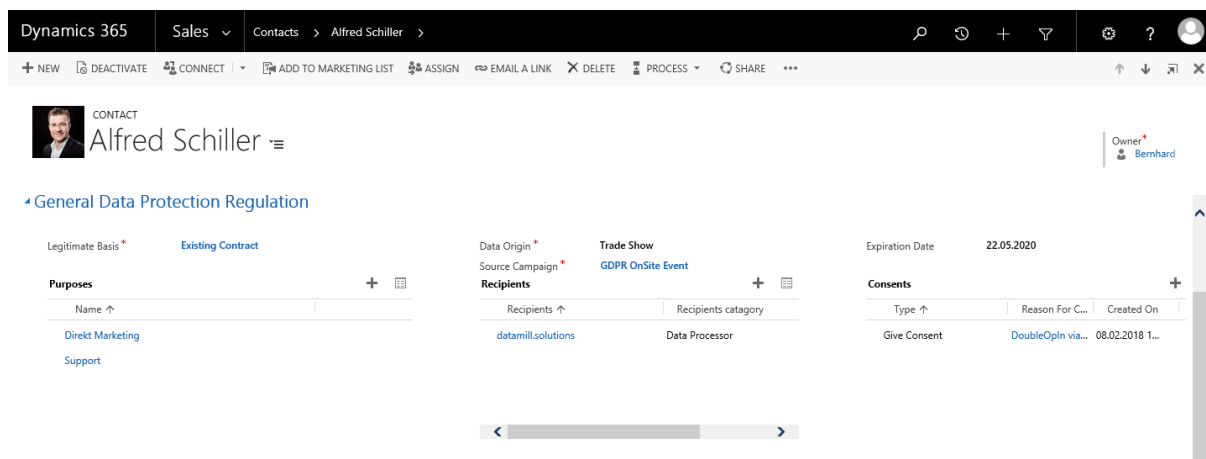 Dynamics 365 Sales Contacts > Alfred Schiller > ?
NEW DEACTIVATE CONNECT ADD TO MARKETING LIST ASSIGN EMAIL A LINK DELETE PROCESS SHARE ...
CONTACT
Alfred Schiller
Owner*
Bernhard
General Data Protection Regulation
Legitimate Basis* Existing Contract Data Origin* Trade Show Expiration Date 22.05.2020
Source Campaign* GDPR OnSite Event
Purposes Recipients Consents
Name Recipients Recipients catagory Type Reason For C... Created On
Direkt Marketing datamill.solutions Data Processor Give Consent DoubleOpIn via... 08.02.2018 1...
Support